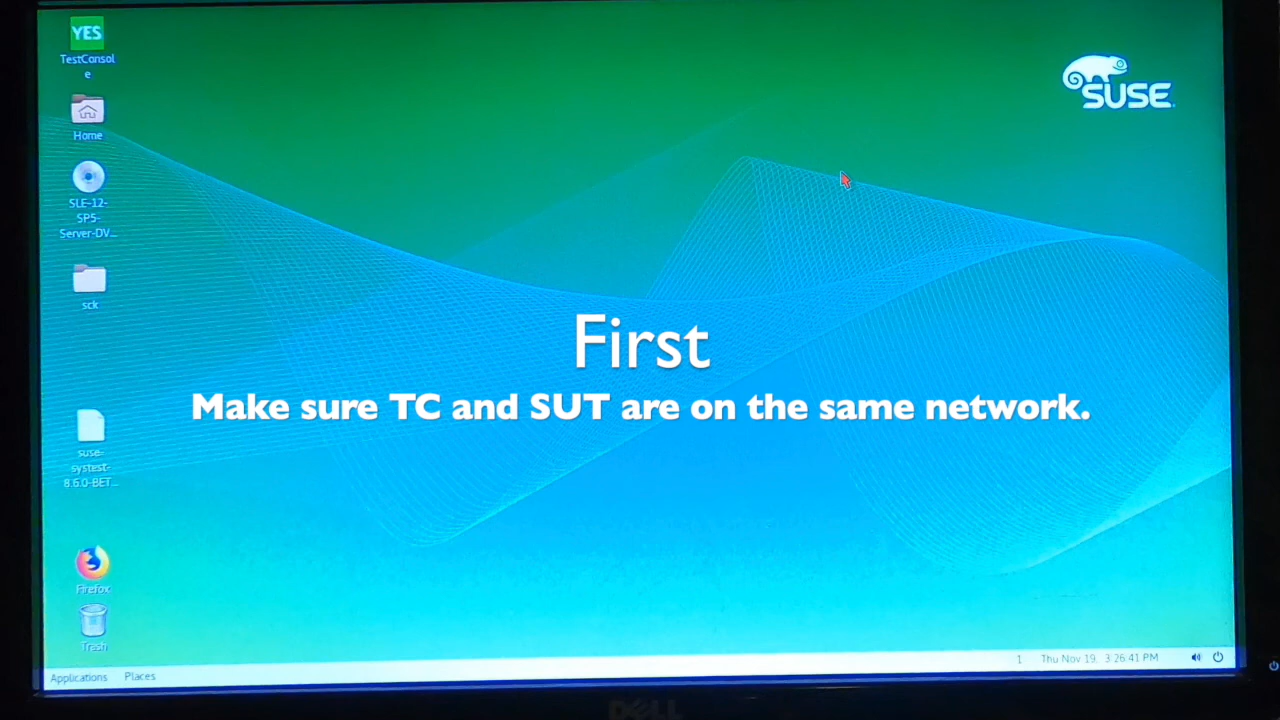 YES
TestConsol
e
Home
SLE-12-
SP5-
Server-DV...
sck
suse-
systest-
8.6.0-BET...
Firefox
Trash
SUSE
First
Make sure TC and SUT are on the same network.
Applications Places
1 Thu Nov 19, 3:26:41 PM
DELL